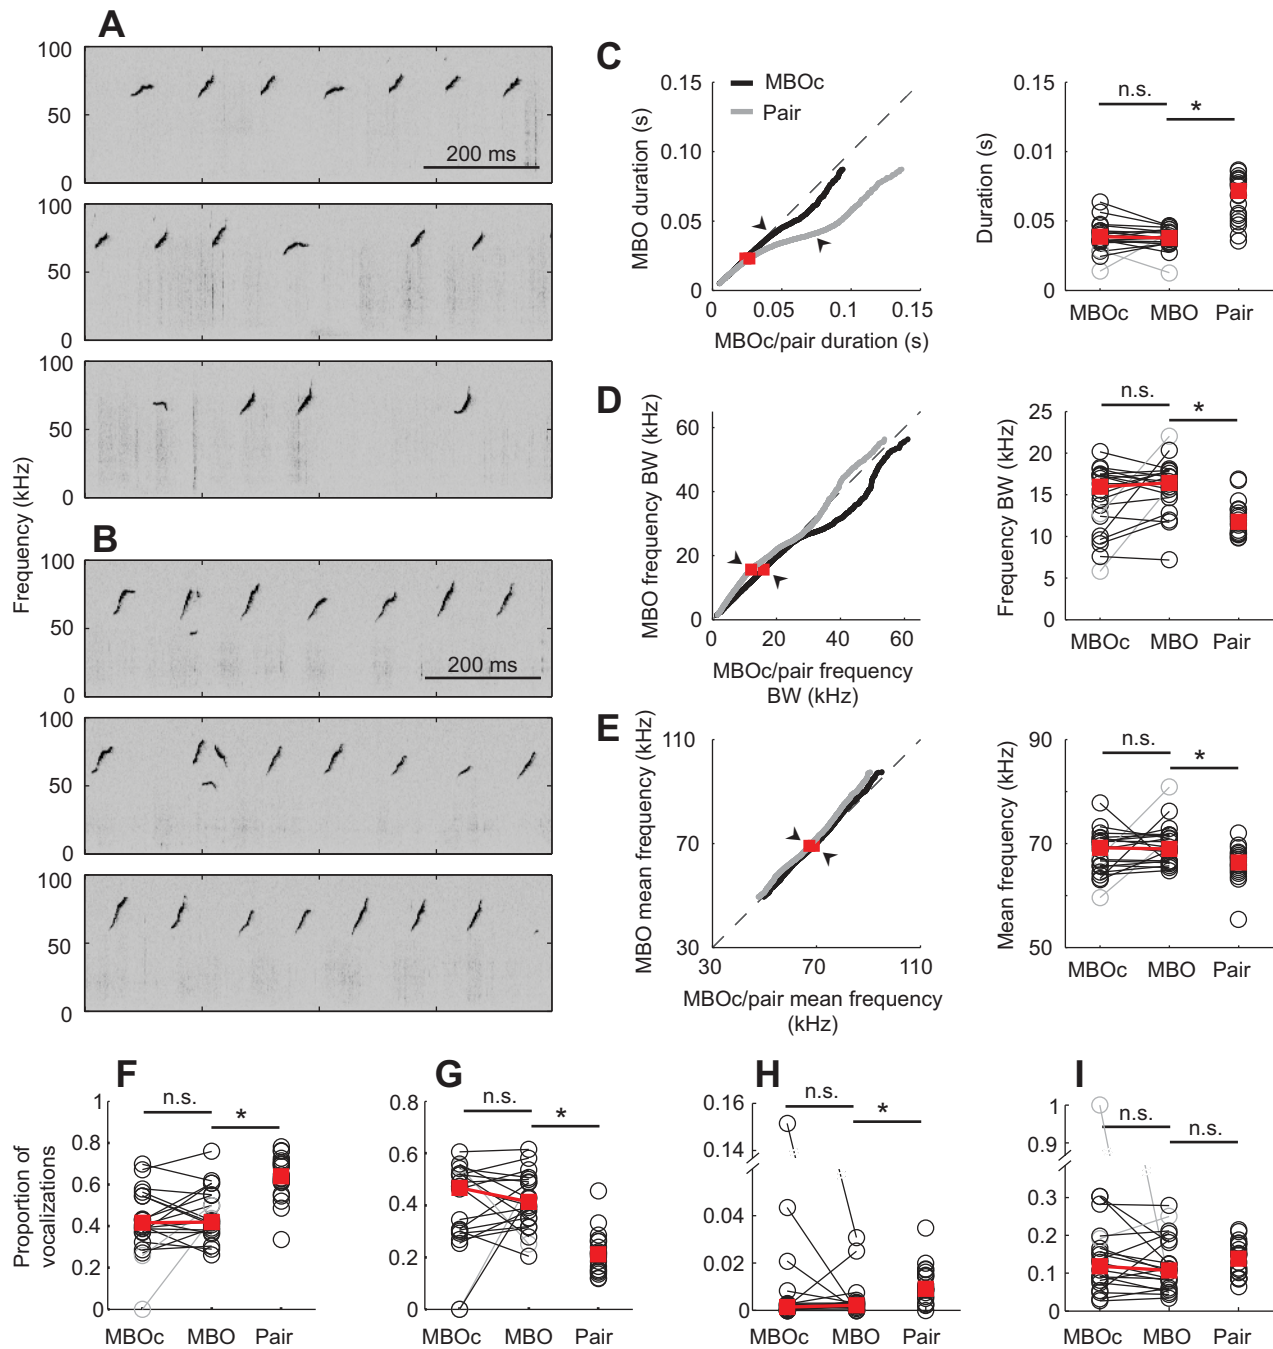 A
100
50
0
200 ms
100
50
0
100
50
0
Frequency (kHz)
B
100
50
0
200 ms
100
50
0
100
50
0
C
MBOc
Pair
MBO duration (s)
0.15
0.10
0.05
0
0
0.05
0.1
0.15
MBOc/pair duration (s)
Duration (s)
0.15
0.01
0.05
0
n.s.
*
MBOc
MBO
Pair
D
MBO frequency BW (kHz)
60
40
20
0
0
20
40
60
MBOc/pair frequency
BW (kHz)
Frequency BW (kHz)
25
20
15
10
5
0
n.s.
*
MBOc
MBO
Pair
E
MBO mean frequency (kHz)
110
70
30
30
70
110
MBOc/pair mean frequency
(kHz)
Mean frequency (kHz)
90
70
50
n.s.
*
MBOc
MBO
Pair
F
Proportion of
vocalizations
1
0.8
0.6
0.4
0.2
0
n.s.
*
MBOc
MBO
Pair
G
0.8
0.6
0.4
0.2
0
n.s.
*
MBOc
MBO
Pair
H
0.16
0.14
0.04
0.02
0
n.s.
*
MBOc
MBO
Pair
I
1
0.9
0.3
0.2
0.1
0
n.s.
n.s.
MBOc
MBO
Pair